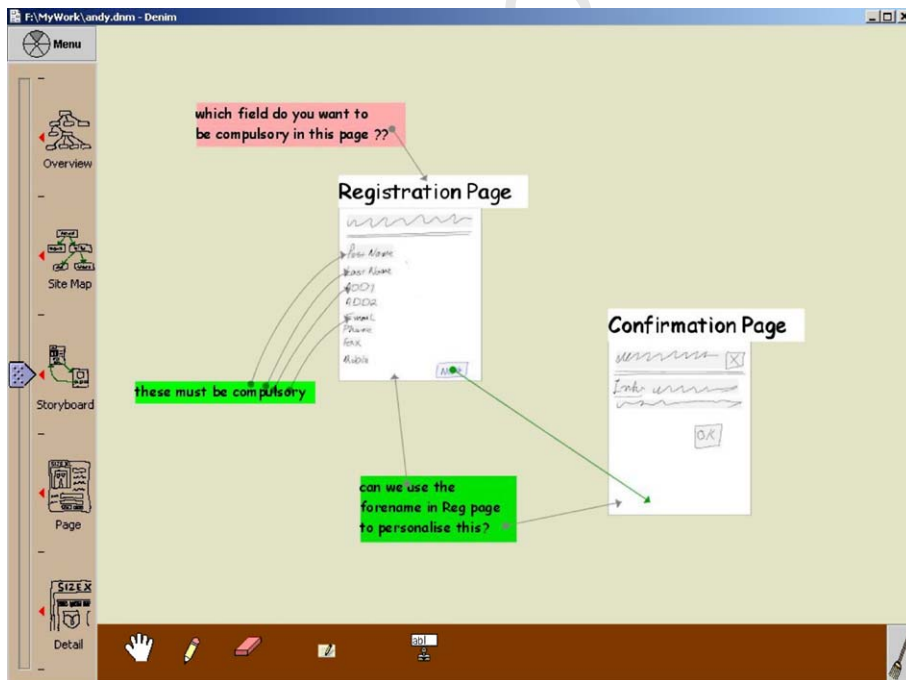 F:\MyWork\andy.dnm - Denim
Menu
which field do you want to
be compulsory in this page ??
Overview
Registration Page
First Name
Last Name
ADD1
ADD2
Email
Phone
FAX
Mobile
Next
Site Map
Confirmation Page
X
Link
OK
these must be compulsory
Storyboard
can we use the
forename in Reg page
to personalise this?
Page
SIZEX
Detail
abl